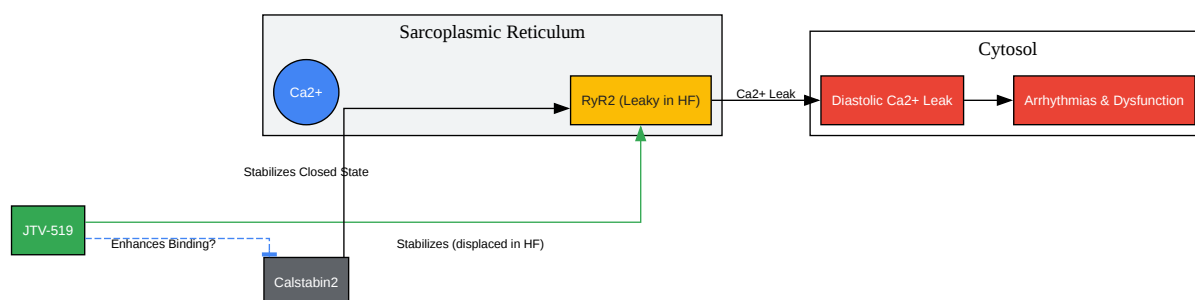 Sarcoplasmic Reticulum
Cytosol
Ca2+
RyR2 (Leaky in HF)
Ca2+ Leak
Diastolic Ca2+ Leak
Arrhythmias & Dysfunction
Stabilizes Closed State
JTV-519
Enhances Binding?
Stabilizes (displaced in HF)
Calstabin2